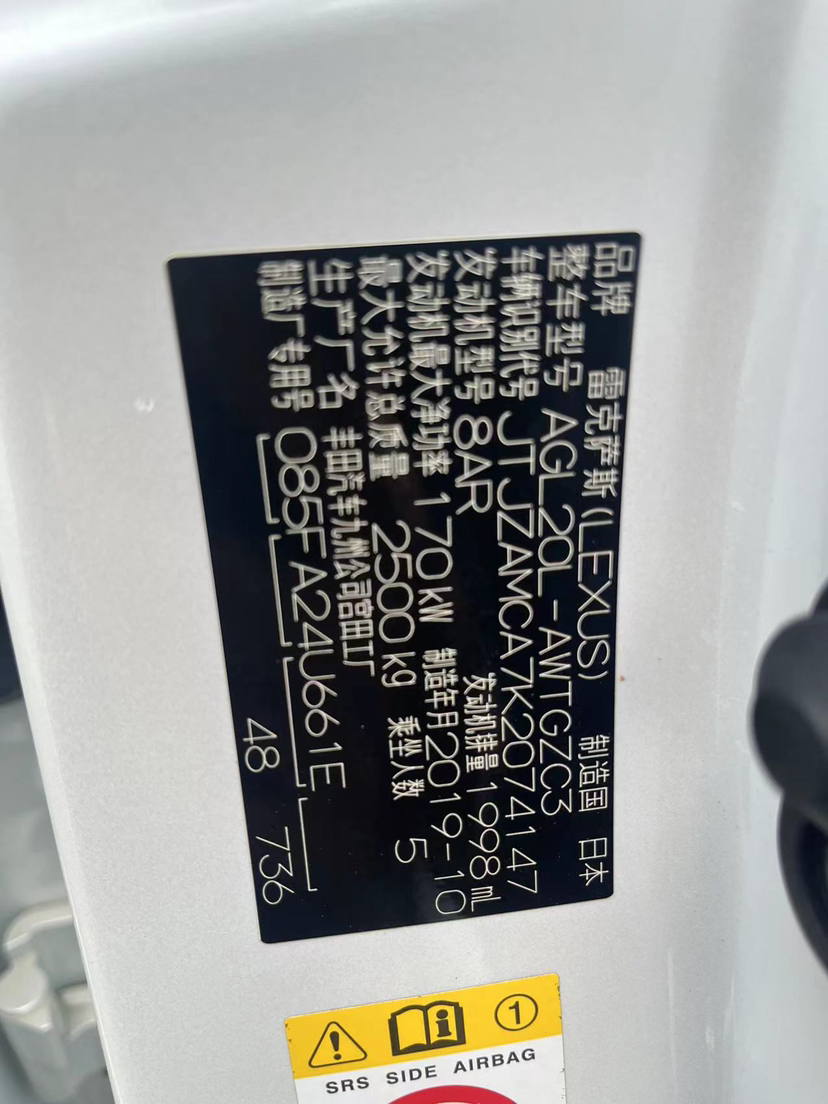 品牌 雷克萨斯(LEXUS) 制造国 日本
整车型号 AGL20L-AWTGZC3
车辆识别代号 JTJZAMCA7K2074147
发动机型号 8AR 发动机排量 1998mL
发动机最大净功率 170kW 制造年月 2019-10
最大允许总质量 2500kg 乘坐人数 5
生产厂名 丰田汽车九州公司宫田工厂
制造厂专用号 085FA24U661E
48 736
1
SRS SIDE AIRBAG